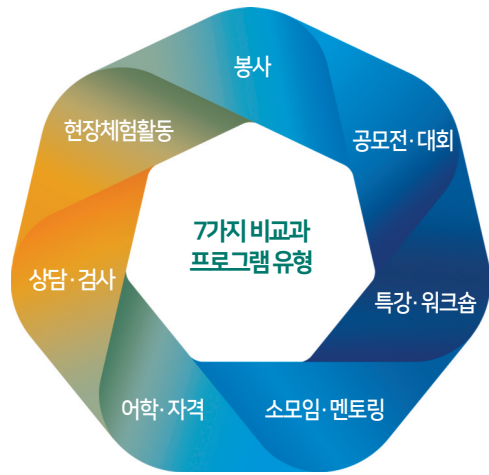 봉사
공모전·대회
특강·워크숍
소모임·멘토링
어학·자격
상담·검사
현장체험활동
7가지 비교과
프로그램 유형